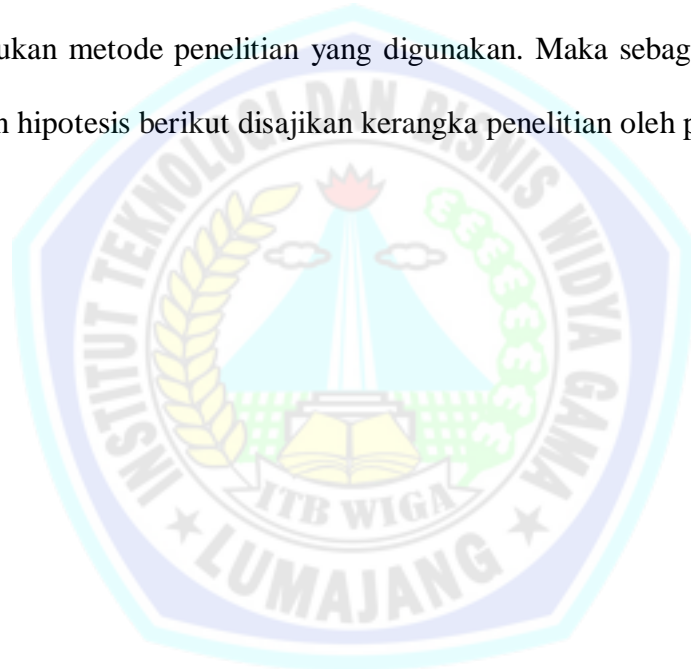 ukan metode penelitian yang digunakan. Maka sebag
n hipotesis berikut disajikan kerangka penelitian oleh p
INSTITUT TEKNOLOGI DAN BISNIS WIDYA GAMA
ITB WIGA
LUMAJANG